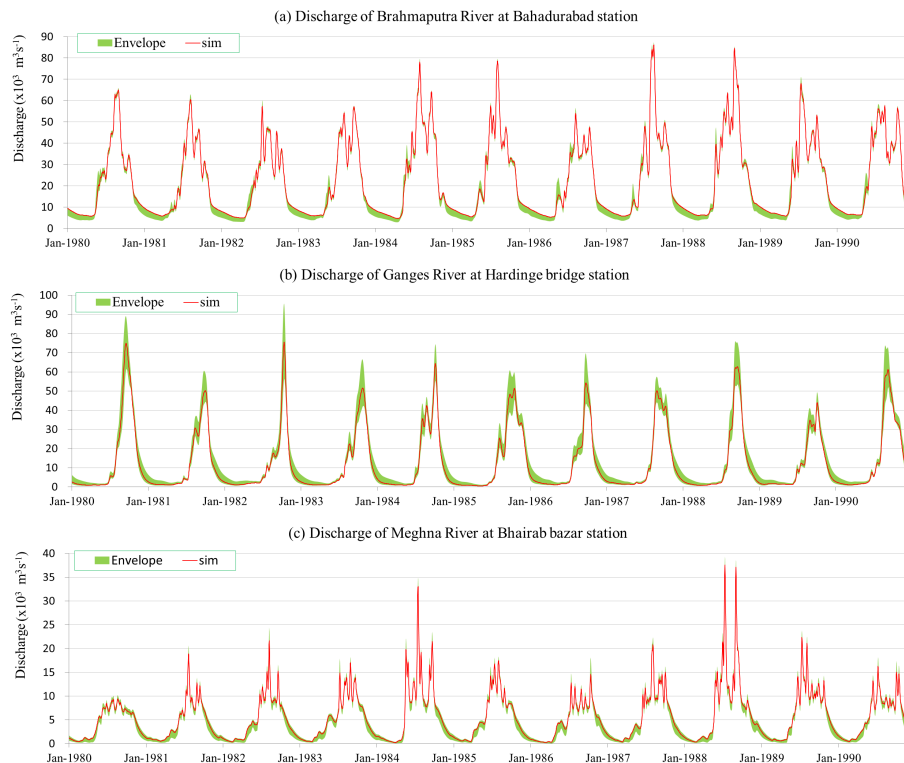 (a) Discharge of Brahmaputra River at Bahadurabad station
Envelope sim
Discharge (x10³ m³s⁻¹)
90
80
70
60
50
40
30
20
10
0
Jan-1980 Jan-1981 Jan-1982 Jan-1983 Jan-1984 Jan-1985 Jan-1986 Jan-1987 Jan-1988 Jan-1989 Jan-1990
(b) Discharge of Ganges River at Hardinge bridge station
Envelope sim
Discharge (x10³ m³s⁻¹)
100
90
80
70
60
50
40
30
20
10
0
Jan-1980 Jan-1981 Jan-1982 Jan-1983 Jan-1984 Jan-1985 Jan-1986 Jan-1987 Jan-1988 Jan-1989 Jan-1990
(c) Discharge of Meghna River at Bhairab bazar station
Envelope sim
Discharge (x10³ m³s⁻¹)
40
35
30
25
20
15
10
5
0
Jan-1980 Jan-1981 Jan-1982 Jan-1983 Jan-1984 Jan-1985 Jan-1986 Jan-1987 Jan-1988 Jan-1989 Jan-1990